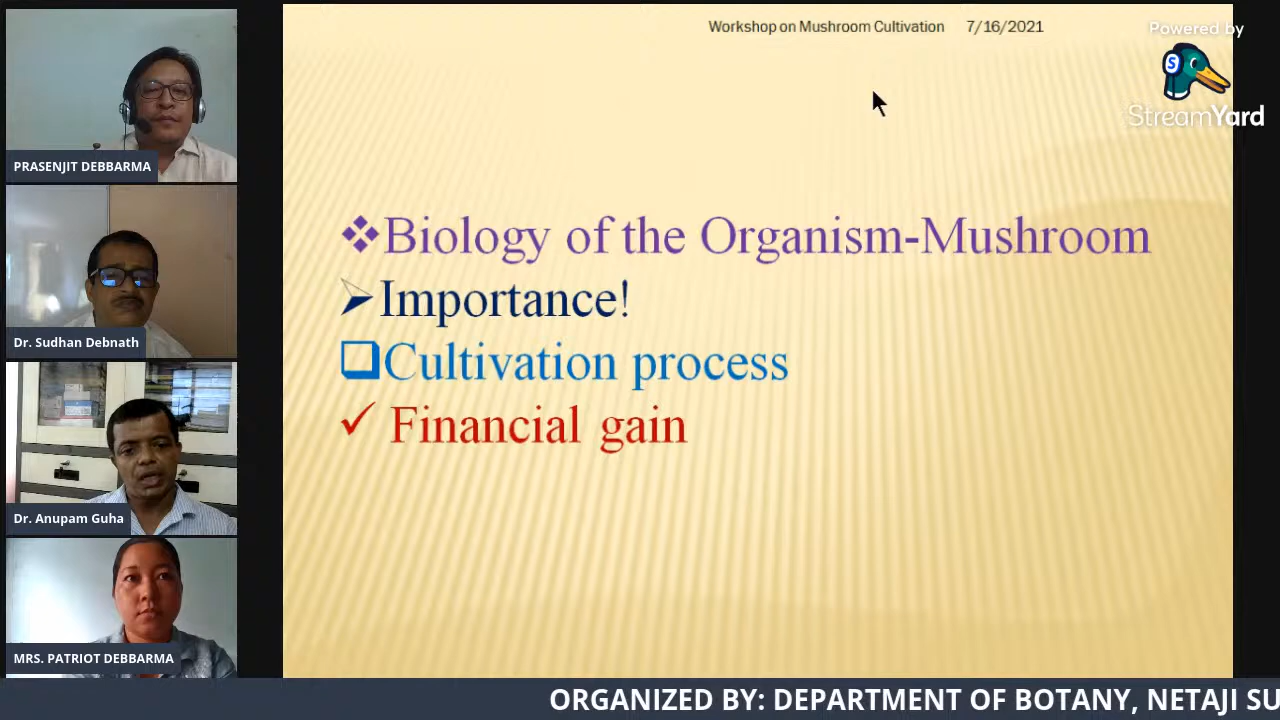 Workshop on Mushroom Cultivation 7/16/2021
Powered by
StreamYard
PRASENJIT DEBBARMA
Dr. Sudhan Debnath
Dr. Anupam Guha
MRS. PATRIOT DEBBARMA
Biology of the Organism-Mushroom
Importance!
Cultivation process
Financial gain
ORGANIZED BY: DEPARTMENT OF BOTANY, NETAJI SU